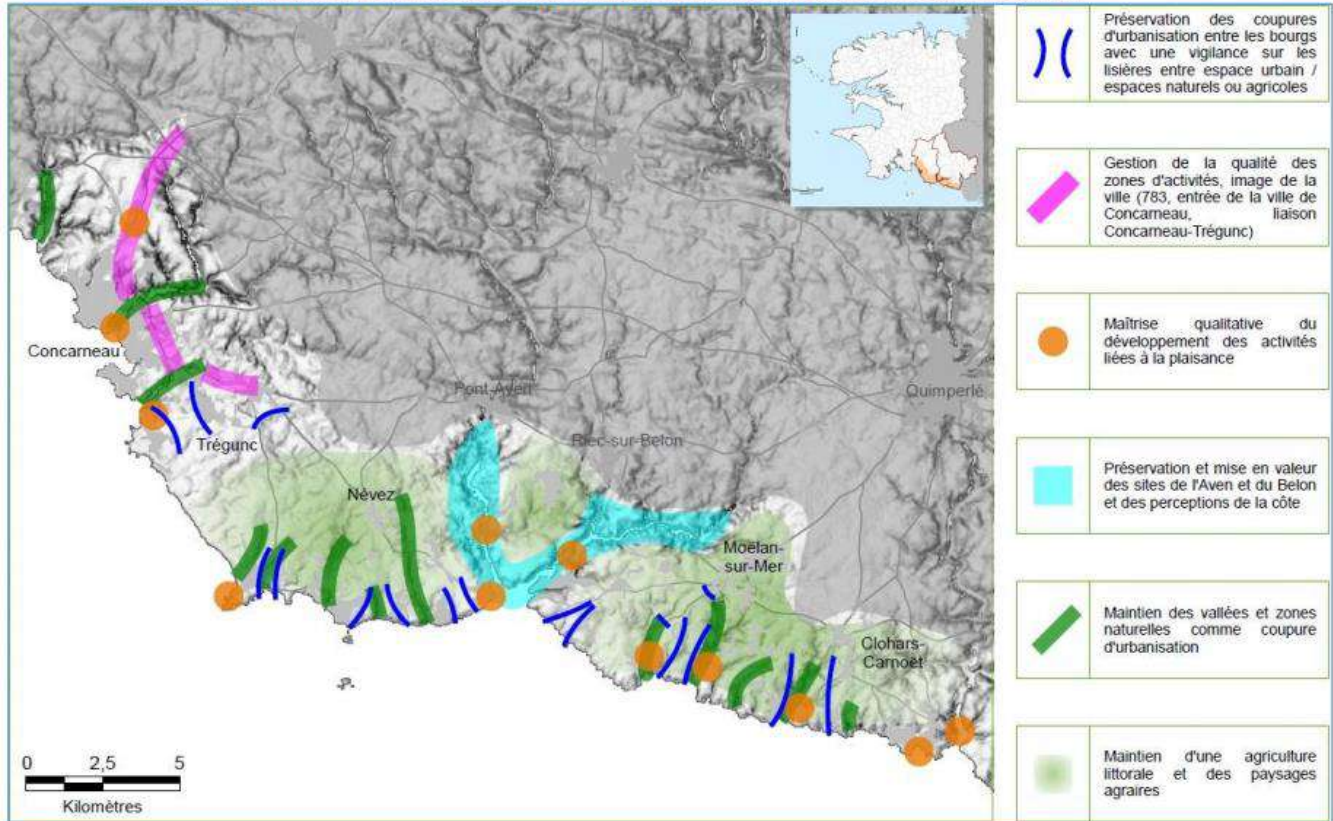 Concarneau
Trégunc
Pont-Aven
Riec-sur-Belon
Quimperlé
Névez
Moëlan-
sur-Mer
Clohars-
Carnoët
0 2,5 5
Kilomètres
Préservation des coupures
d'urbanisation entre les bourgs
avec une vigilance sur les
lisières entre espace urbain /
espaces naturels ou agricoles
Gestion de la qualité des
zones d'activités, image de la
ville (783, entrée de la ville de
Concarneau, liaison
Concarneau-Trégunc)
Maîtrise qualitative du
développement des activités
liées à la plaisance
Préservation et mise en valeur
des sites de l'Aven et du Belon
et des perceptions de la côte
Maintien des vallées et zones
naturelles comme coupure
d'urbanisation
Maintien d'une agriculture
littorale et des paysages
agraires